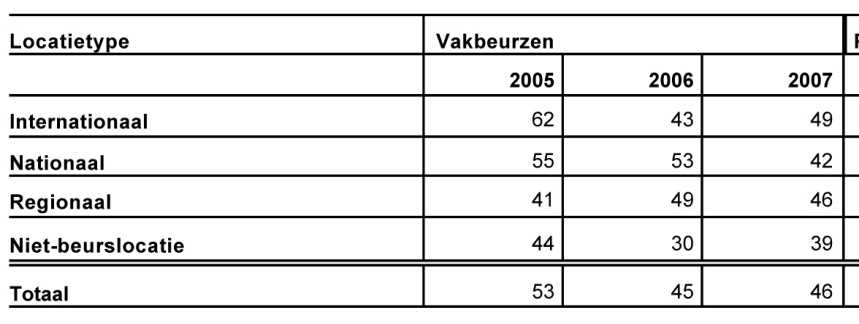 Locatietype Vakbeurzen
2005 2006 2007
Internationaal 62 43 49
Nationaal 55 53 42
Regionaal 41 49 46
Niet-beurslocatie 44 30 39
Totaal 53 45 46